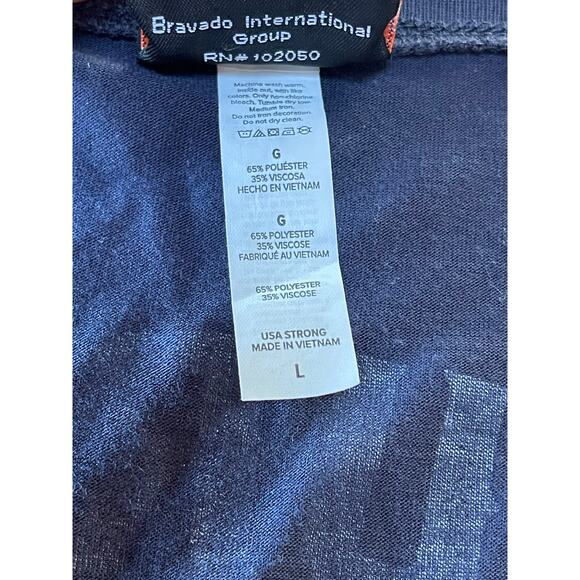 Bravado International
Group
RN# 102050
Machine wash warm,
inside out, with like
colors. Only non-chlorine
bleach. Tumble dry low.
Medium Iron.
Do not iron decoration.
Do not dry clean.
G
65% POLIÉSTER
35% VISCOSA
HECHO EN VIETNAM
G
65% POLYESTER
35% VISCOSE
FABRIQUÉ AU VIETNAM
65% POLYESTER
35% VISCOSE
USA STRONG
MADE IN VIETNAM
L